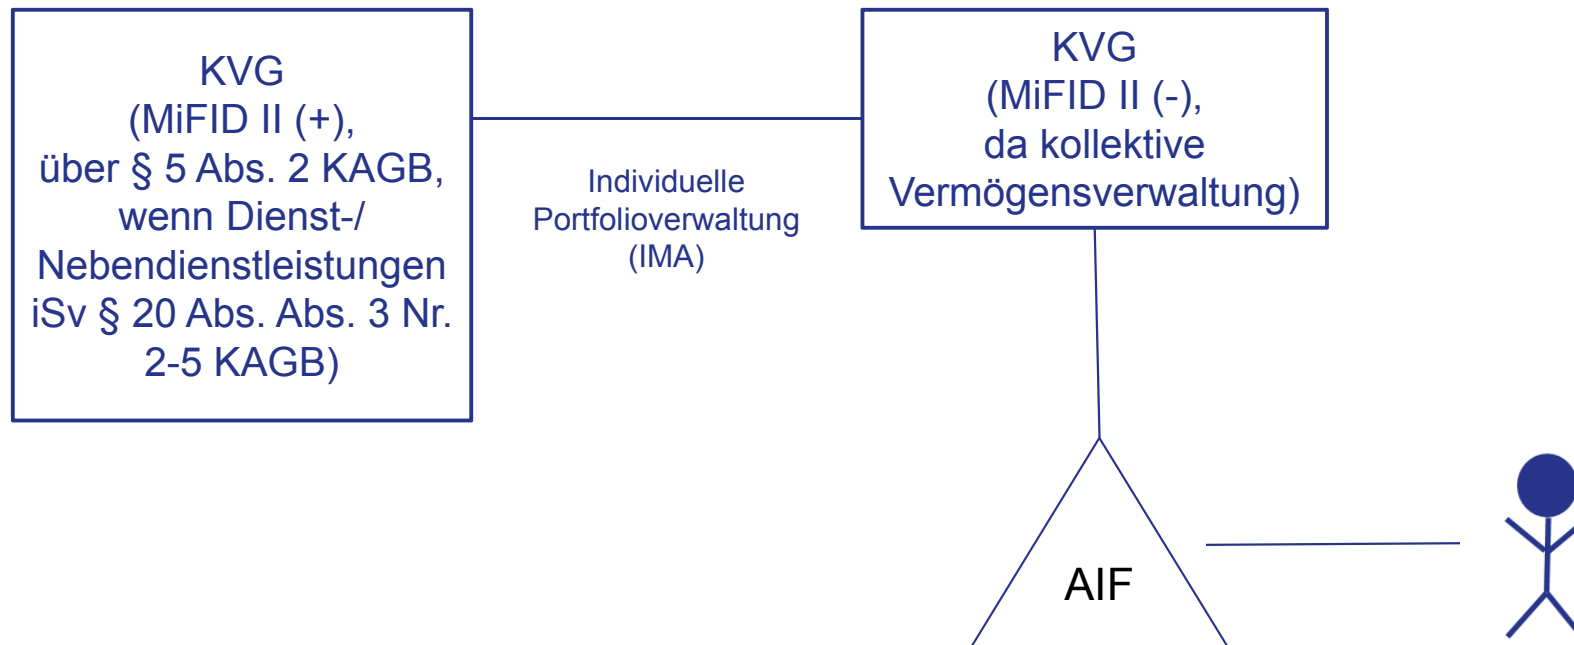 KVG
(MiFID II (+),
über § 5 Abs. 2 KAGB,
wenn Dienst-/
Nebendienstleistungen
iSv § 20 Abs. Abs. 3 Nr.
2-5 KAGB)
Individuelle
Portfolioverwaltung
(IMA)
KVG
(MiFID II (-),
da kollektive
Vermögensverwaltung)
AIF